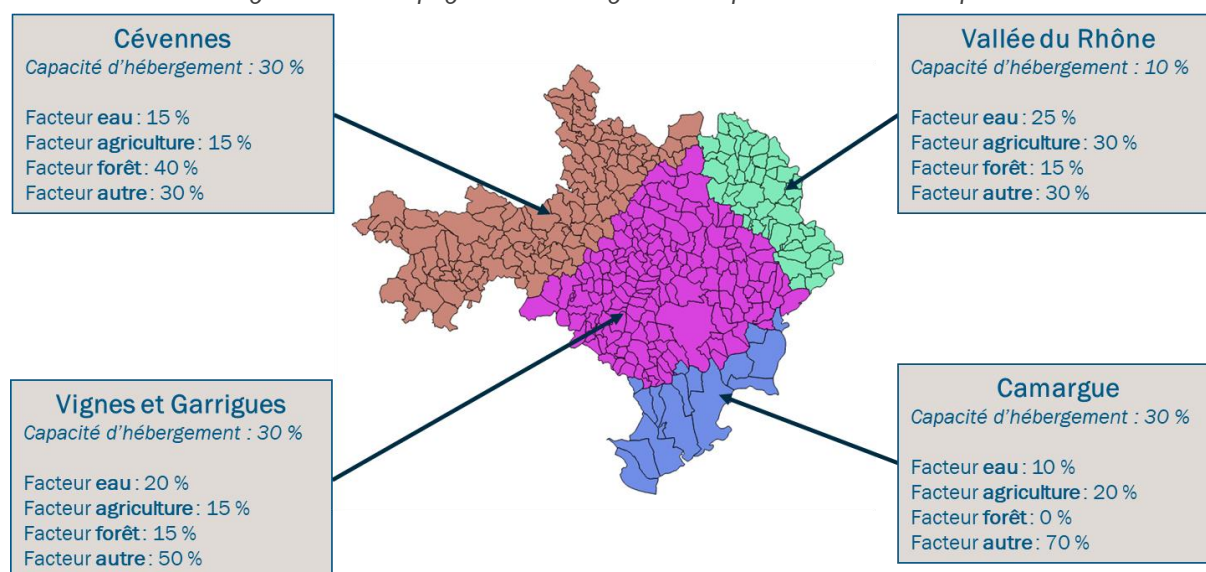 Cévennes
Capacité d'hébergement : 30 %
Facteur eau : 15 %
Facteur agriculture : 15 %
Facteur forêt : 40 %
Facteur autre : 30 %
Vallée du Rhône
Capacité d'hébergement : 10 %
Facteur eau : 25 %
Facteur agriculture : 30 %
Facteur forêt : 15 %
Facteur autre : 30 %
Vignes et Garrigues
Capacité d'hébergement : 30 %
Facteur eau : 20 %
Facteur agriculture : 15 %
Facteur forêt : 15 %
Facteur autre : 50 %
Camargue
Capacité d'hébergement : 30 %
Facteur eau : 10 %
Facteur agriculture : 20 %
Facteur forêt : 0 %
Facteur autre : 70 %